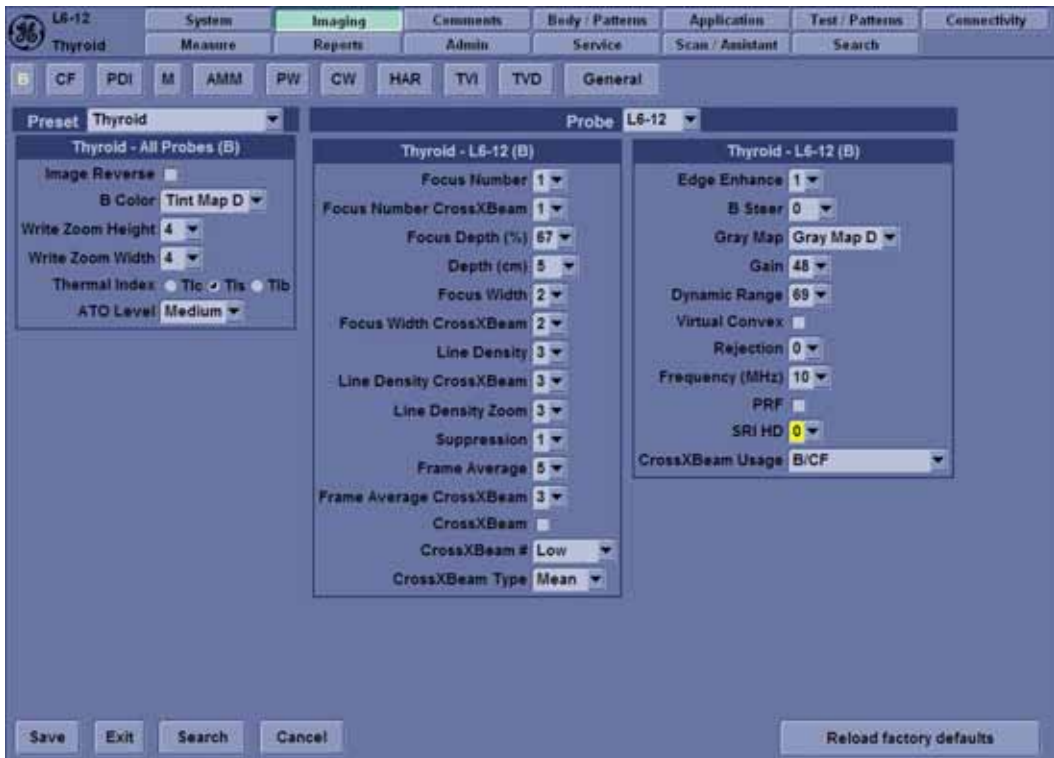 L6-12
Thyroid
System Imaging Comments Body / Patterns Application Test / Patterns Connectivity
Measure Reports Admin Service Scan / Assistant Search
B CF PDI M AMM PW CW HAR TVI TVD General
Preset Thyroid
Thyroid - All Probes (B)
Image Reverse
B Color Tint Map D
Write Zoom Height 4
Write Zoom Width 4
Thermal Index Tic Tis Tib
ATO Level Medium
Probe L6-12
Thyroid - L6-12 (B)
Focus Number 1
Focus Number CrossXBeam 1
Focus Depth (%) 67
Depth (cm) 5
Focus Width 2
Focus Width CrossXBeam 2
Line Density 3
Line Density CrossXBeam 3
Line Density Zoom 3
Suppression 1
Frame Average 5
Frame Average CrossXBeam 3
CrossXBeam
CrossXBeam # Low
CrossXBeam Type Mean
Thyroid - L6-12 (B)
Edge Enhance 1
B Steer 0
Gray Map Gray Map D
Gain 48
Dynamic Range 69
Virtual Convex
Rejection 0
Frequency (MHz) 10
PRF
SRI HD 0
CrossXBeam Usage B/CF
Save Exit Search Cancel Reload factory defaults